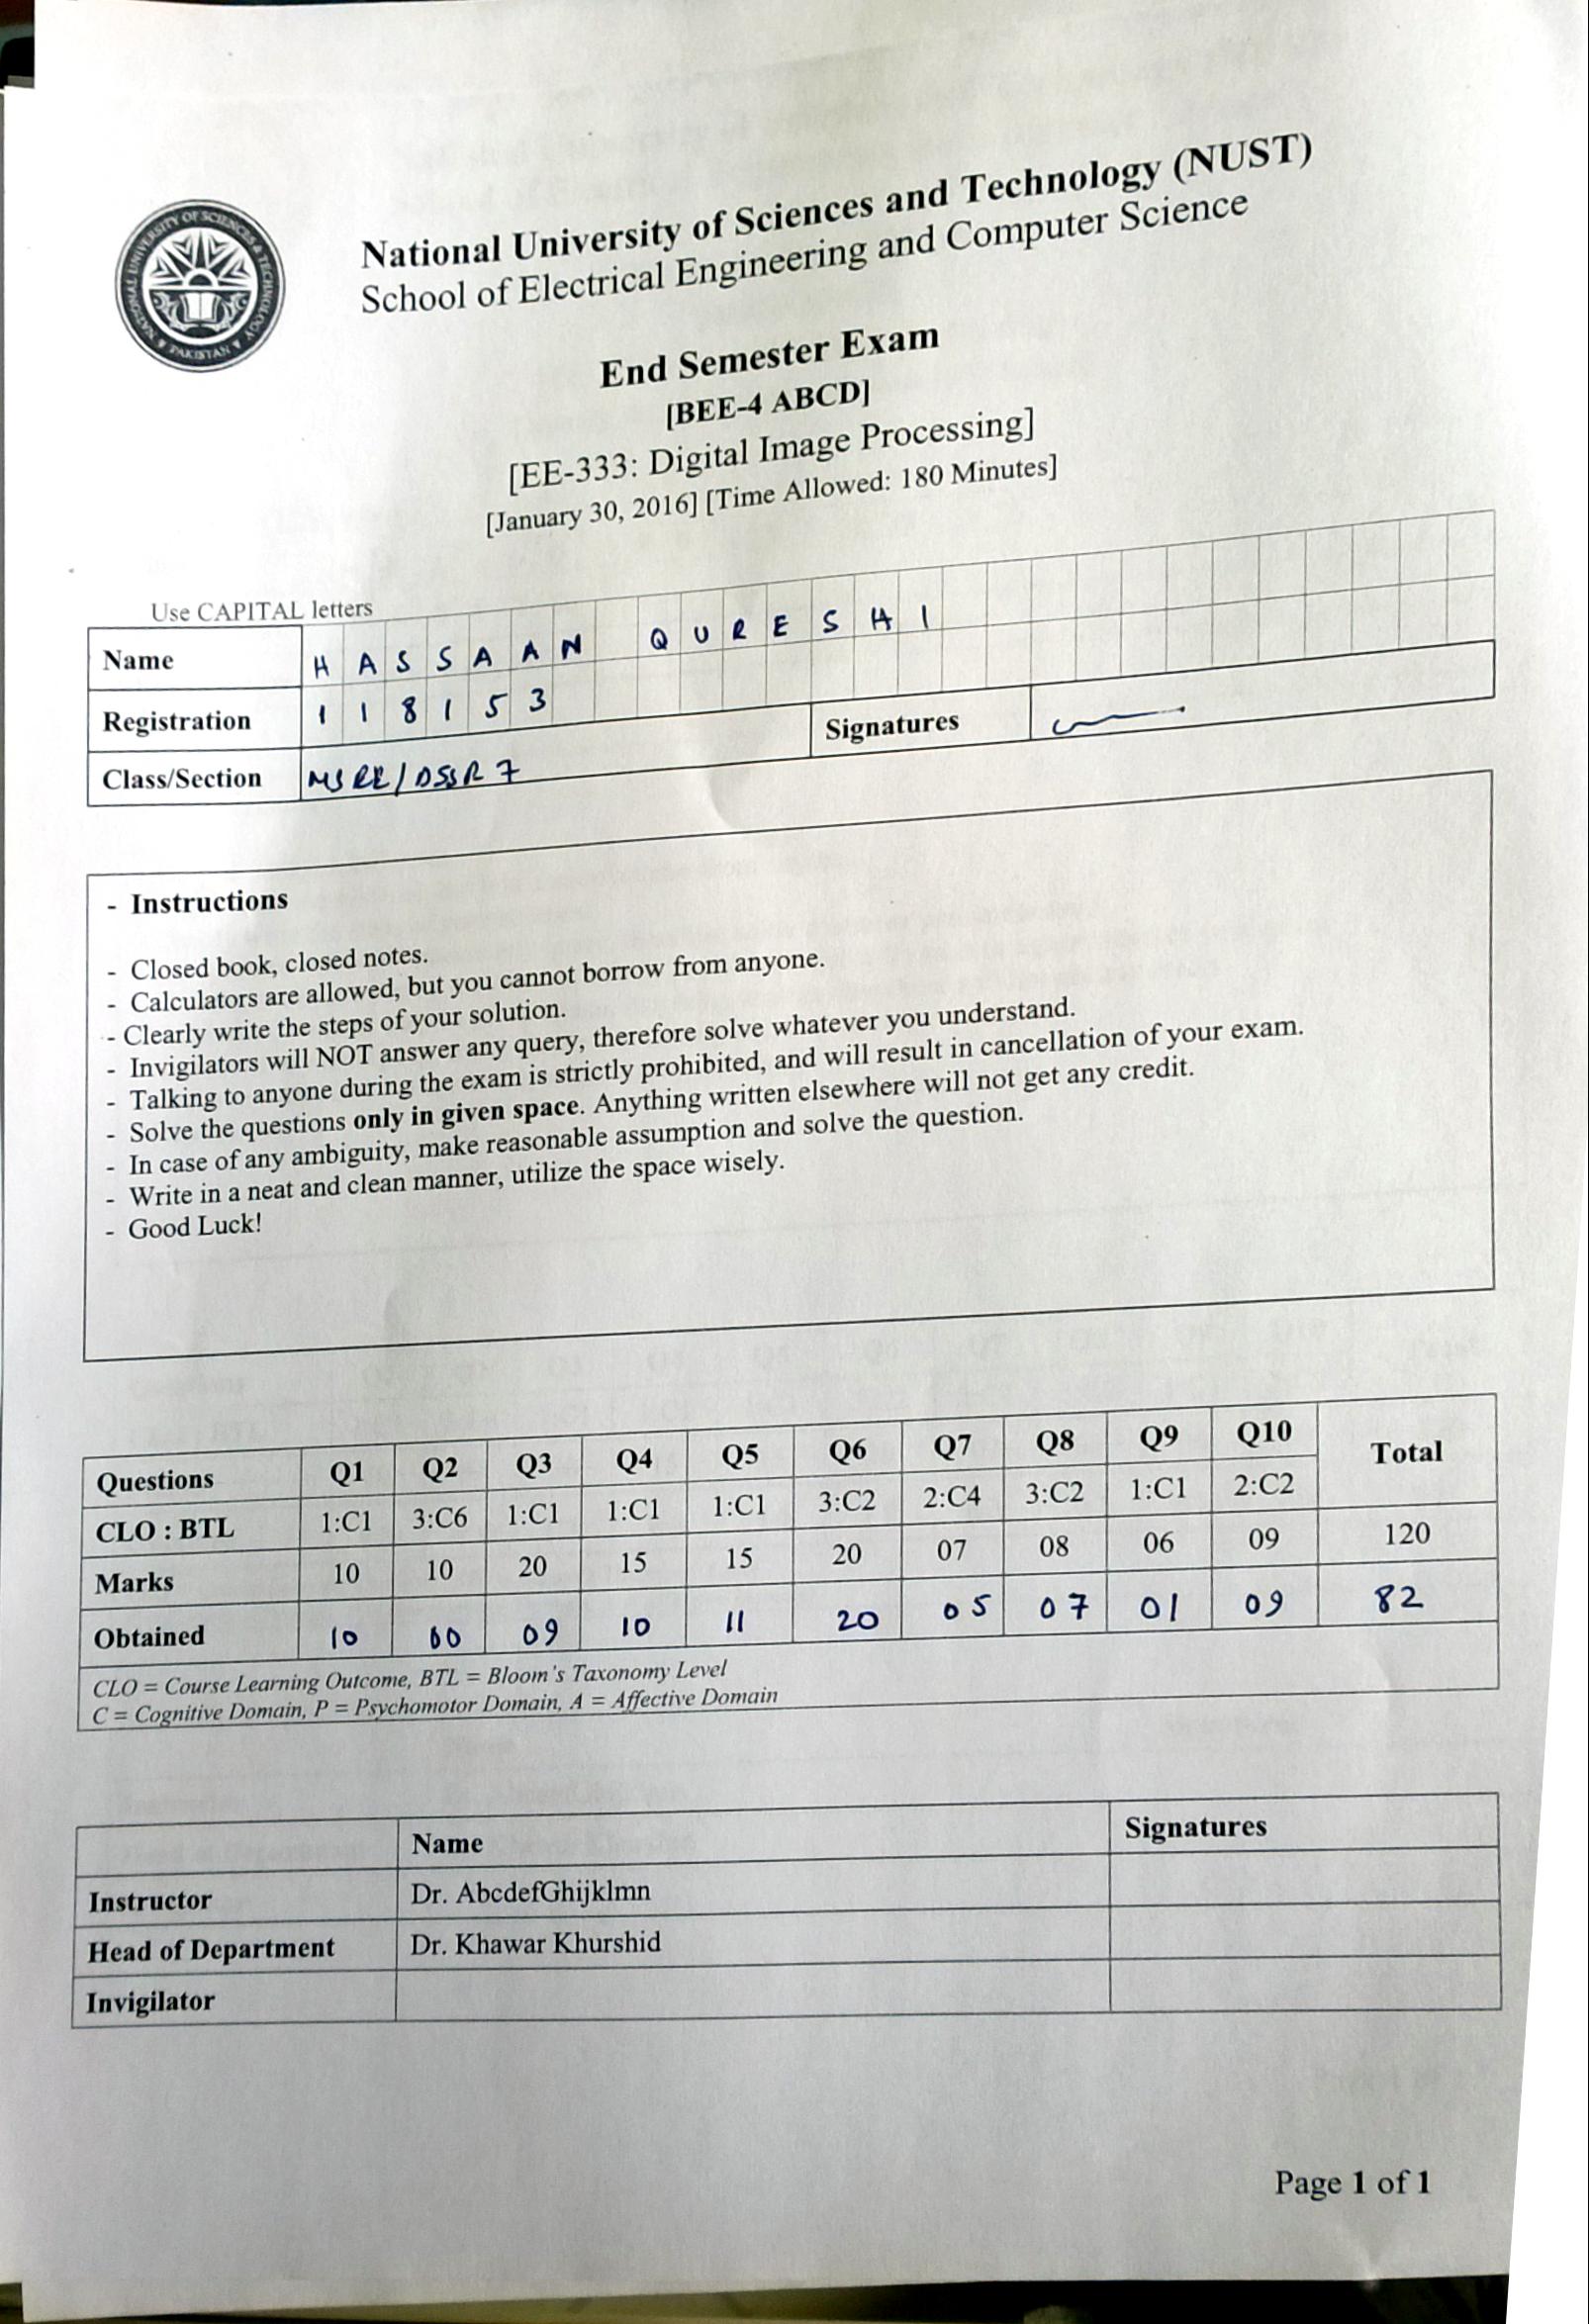 NATIONAL UNIVERSITY OF SCIENCES & TECHNOLOGY
PAKISTAN
National University of Sciences and Technology (NUST)
School of Electrical Engineering and Computer Science
End Semester Exam
[BEE-4 ABCD]
[EE-333: Digital Image Processing]
[January 30, 2016] [Time Allowed: 180 Minutes]
Use CAPITAL letters
Name HASSAAN QURESHI
Registration 118153
Signatures
Class/Section
- Instructions
- Closed book, closed notes.
- Calculators are allowed, but you cannot borrow from anyone.
- Clearly write the steps of your solution.
- Invigilators will NOT answer any query, therefore solve whatever you understand.
- Talking to anyone during the exam is strictly prohibited, and will result in cancellation of your exam.
- Solve the questions only in given space. Anything written elsewhere will not get any credit.
- In case of any ambiguity, make reasonable assumption and solve the question.
- Write in a neat and clean manner, utilize the space wisely.
- Good Luck!
Questions Q1 Q2 Q3 Q4 Q5 Q6 Q7 Q8 Q9 Q10 Total
CLO : BTL 1:C1 3:C6 1:C1 1:C1 1:C1 3:C2 2:C4 3:C2 1:C1 2:C2
Marks 10 10 20 15 15 20 07 08 06 09 120
Obtained 10 00 09 10 11 20 05 07 01 09 82
CLO = Course Learning Outcome, BTL = Bloom's Taxonomy Level
C = Cognitive Domain, P = Psychomotor Domain, A = Affective Domain
Name Signatures
Instructor Dr. AbcdefGhijklmn
Head of Department Dr. Khawar Khurshid
Invigilator
Page 1 of 1